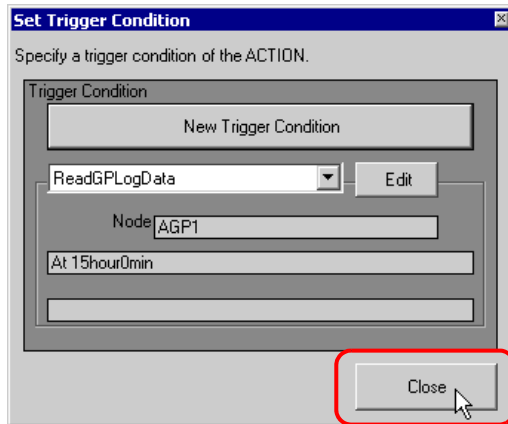 Set Trigger Condition
Specify a trigger condition of the ACTION.
Trigger Condition
New Trigger Condition
ReadGPLogData
Edit
Node AGP1
At 15hour0min
Close